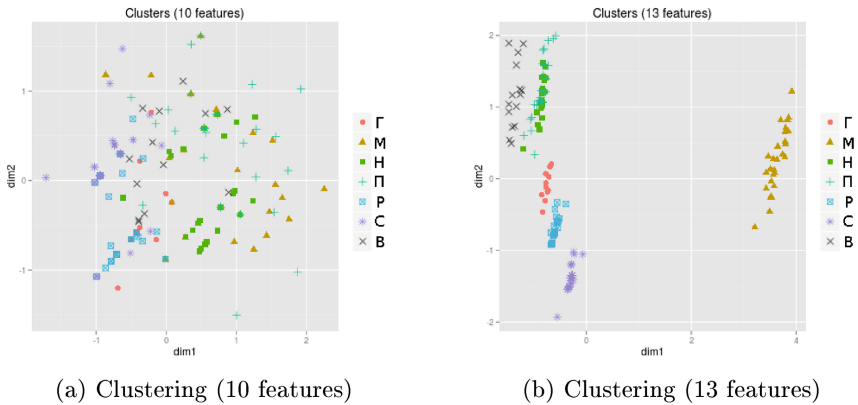 Clusters (10 features)
dim2
1
0
-1
-1
0
1
2
dim1
Г
М
Н
П
Р
С
В
(a) Clustering (10 features)
Clusters (13 features)
dim2
2
1
0
-1
-2
0
2
4
dim1
Г
М
Н
П
Р
С
В
(b) Clustering (13 features)